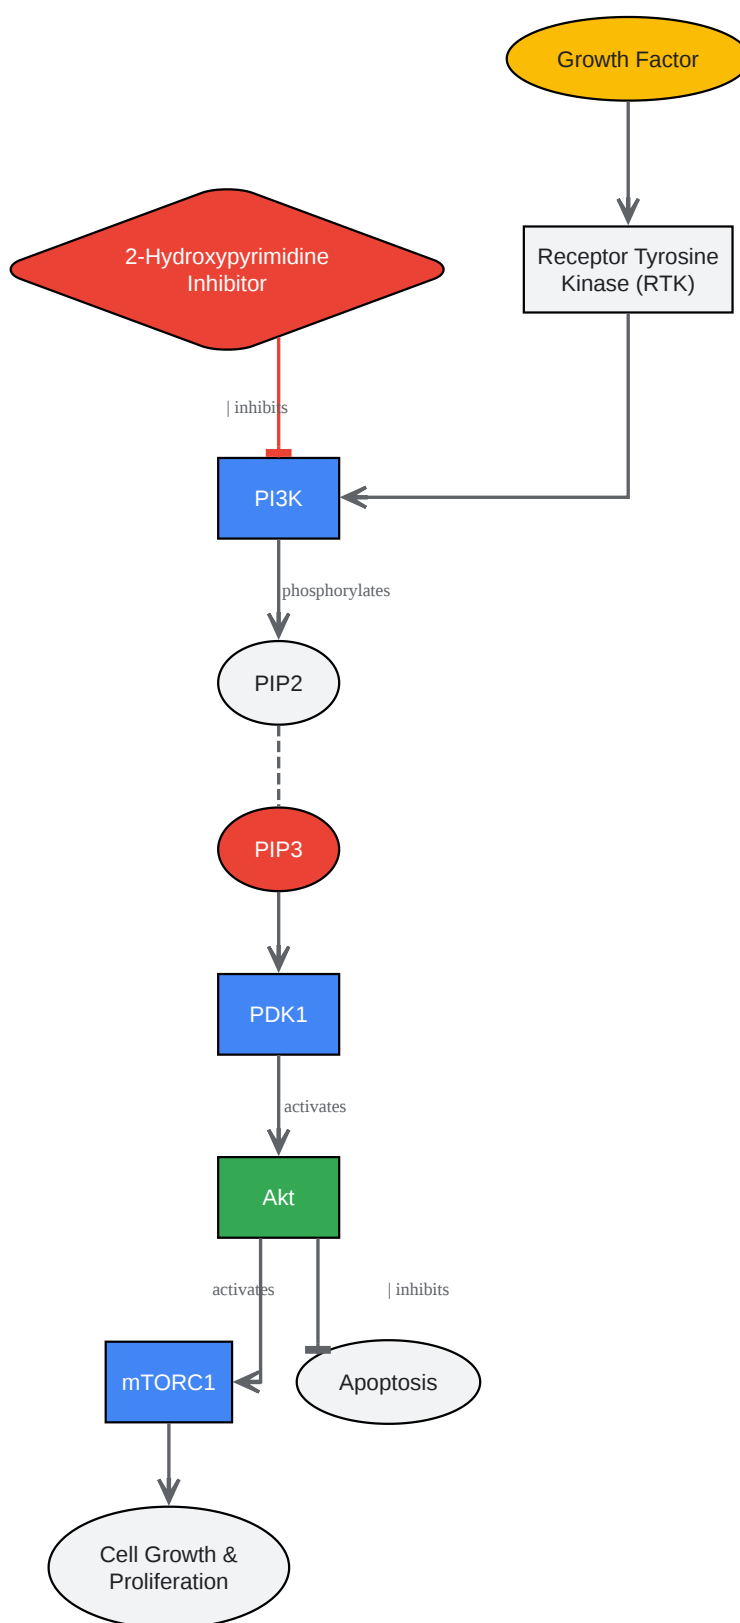 Growth Factor
2-Hydroxypyrimidine
Inhibitor
Receptor Tyrosine
Kinase (RTK)
| inhibits
PI3K
phosphorylates
PIP2
PIP3
PDK1
activates
Akt
activates
| inhibits
mTORC1
Apoptosis
Cell Growth &
Proliferation